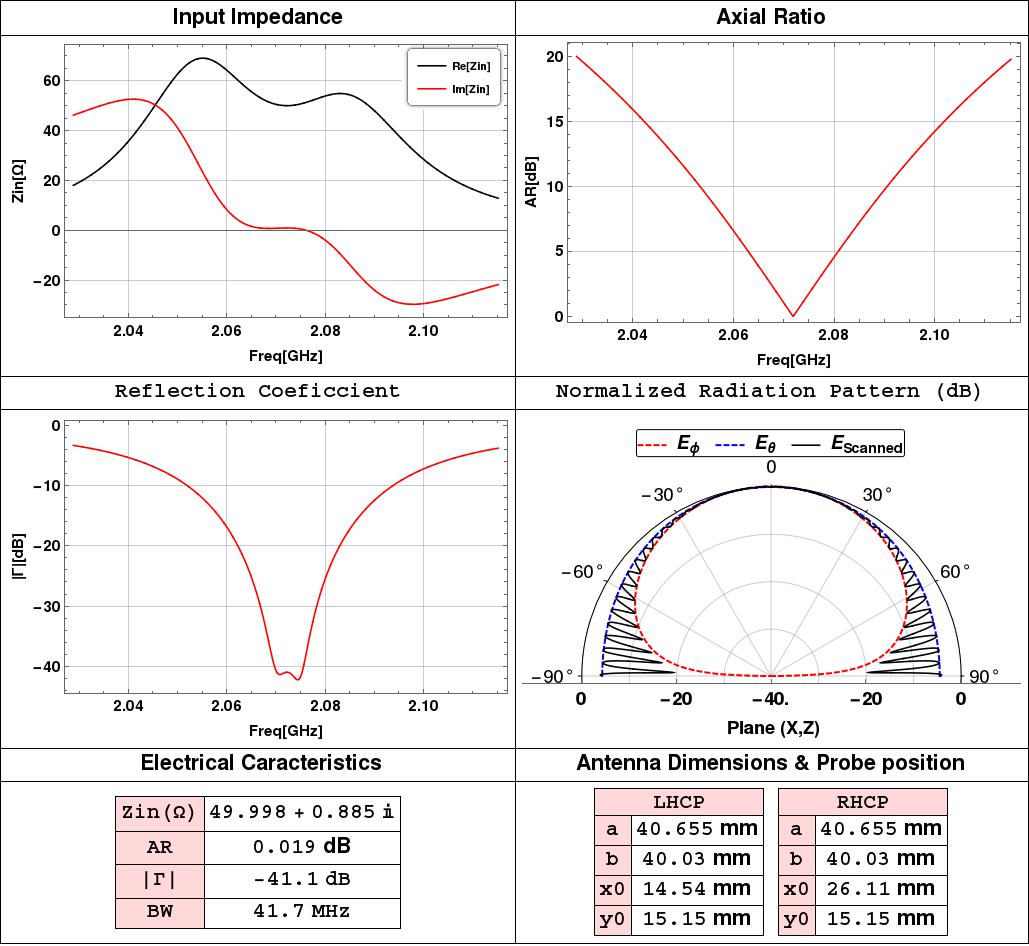 Input Impedance
60
40
20
0
−20
Zin[Ω]
Re[Zin]
Im[Zin]
2.04
2.06
2.08
2.10
Freq[GHz]
Axial Ratio
20
15
10
5
0
AR[dB]
2.04
2.06
2.08
2.10
Freq[GHz]
Reflection Coeficcient
0
−10
−20
−30
−40
|Γ|[dB]
2.04
2.06
2.08
2.10
Freq[GHz]
Normalized Radiation Pattern (dB)
Eϕ Eθ EScanned
0
−30° 30°
−60° 60°
−90° 90°
0 −20 −40. −20 0
Plane (X,Z)
Electrical Caracteristics
Zin(Ω) 49.998 + 0.885 i
AR 0.019 dB
|Γ| −41.1 dB
BW 41.7 MHz
Antenna Dimensions & Probe position
LHCP
a 40.655 mm
b 40.03 mm
x0 14.54 mm
y0 15.15 mm
RHCP
a 40.655 mm
b 40.03 mm
x0 26.11 mm
y0 15.15 mm